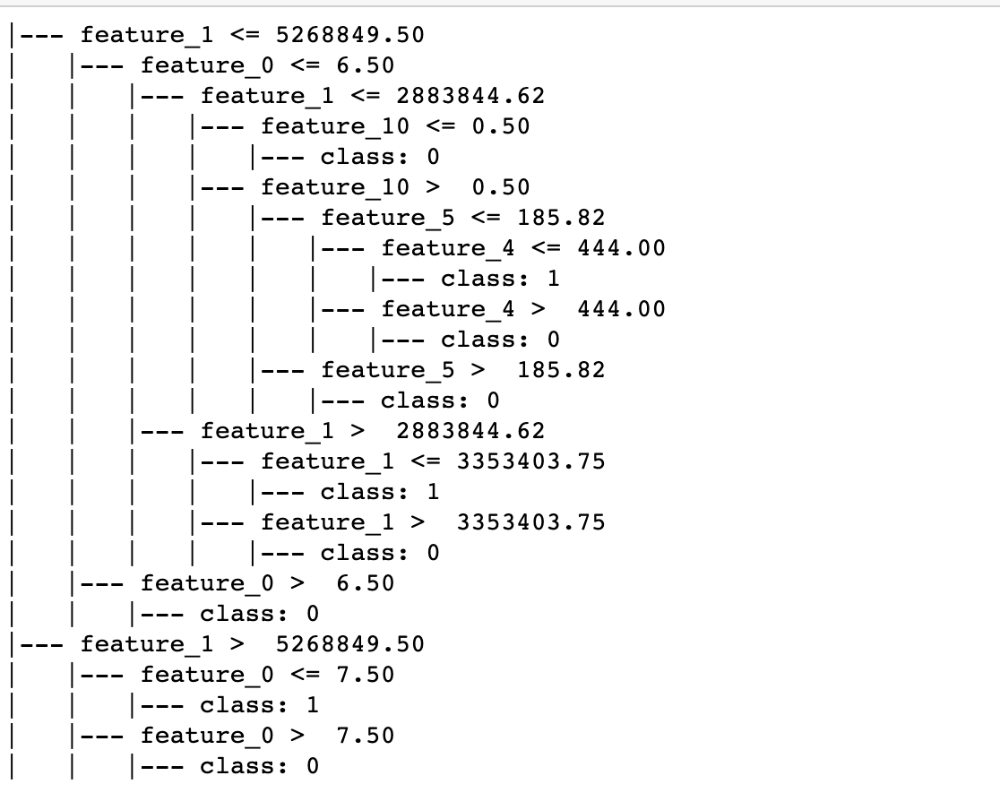 |--- feature_1 <= 5268849.50
|   |--- feature_0 <= 6.50
|   |   |--- feature_1 <= 2883844.62
|   |   |   |--- feature_10 <= 0.50
|   |   |   |   |--- class: 0
|   |   |   |--- feature_10 >  0.50
|   |   |   |   |--- feature_5 <= 185.82
|   |   |   |   |   |--- feature_4 <= 444.00
|   |   |   |   |   |   |--- class: 1
|   |   |   |   |   |--- feature_4 >  444.00
|   |   |   |   |   |   |--- class: 0
|   |   |   |   |--- feature_5 >  185.82
|   |   |   |   |   |--- class: 0
|   |   |--- feature_1 >  2883844.62
|   |   |   |--- feature_1 <= 3353403.75
|   |   |   |   |--- class: 1
|   |   |   |--- feature_1 >  3353403.75
|   |   |   |   |--- class: 0
|   |--- feature_0 >  6.50
|   |   |--- class: 0
|--- feature_1 >  5268849.50
|   |--- feature_0 <= 7.50
|   |   |--- class: 1
|   |--- feature_0 >  7.50
|   |   |--- class: 0